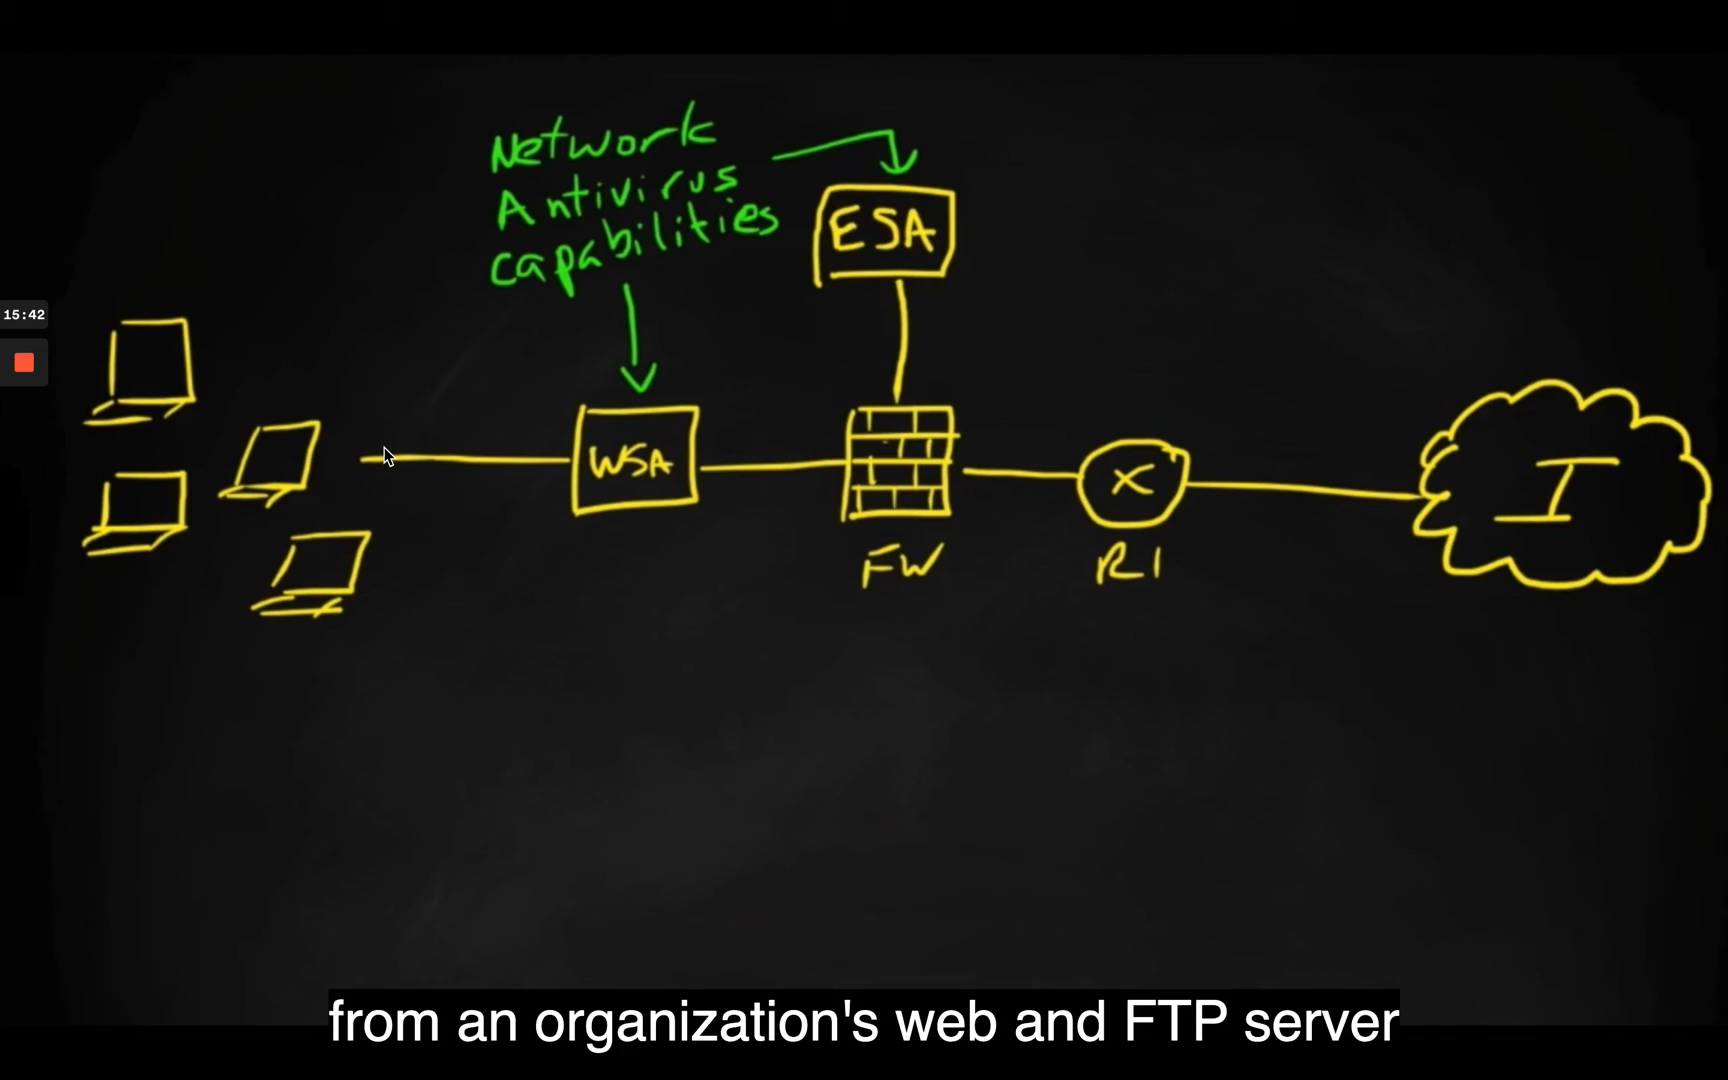 Network
Antivirus
capabilities
ESA
15:42
WSA
X
I
FW
R1
from an organization's web and FTP server